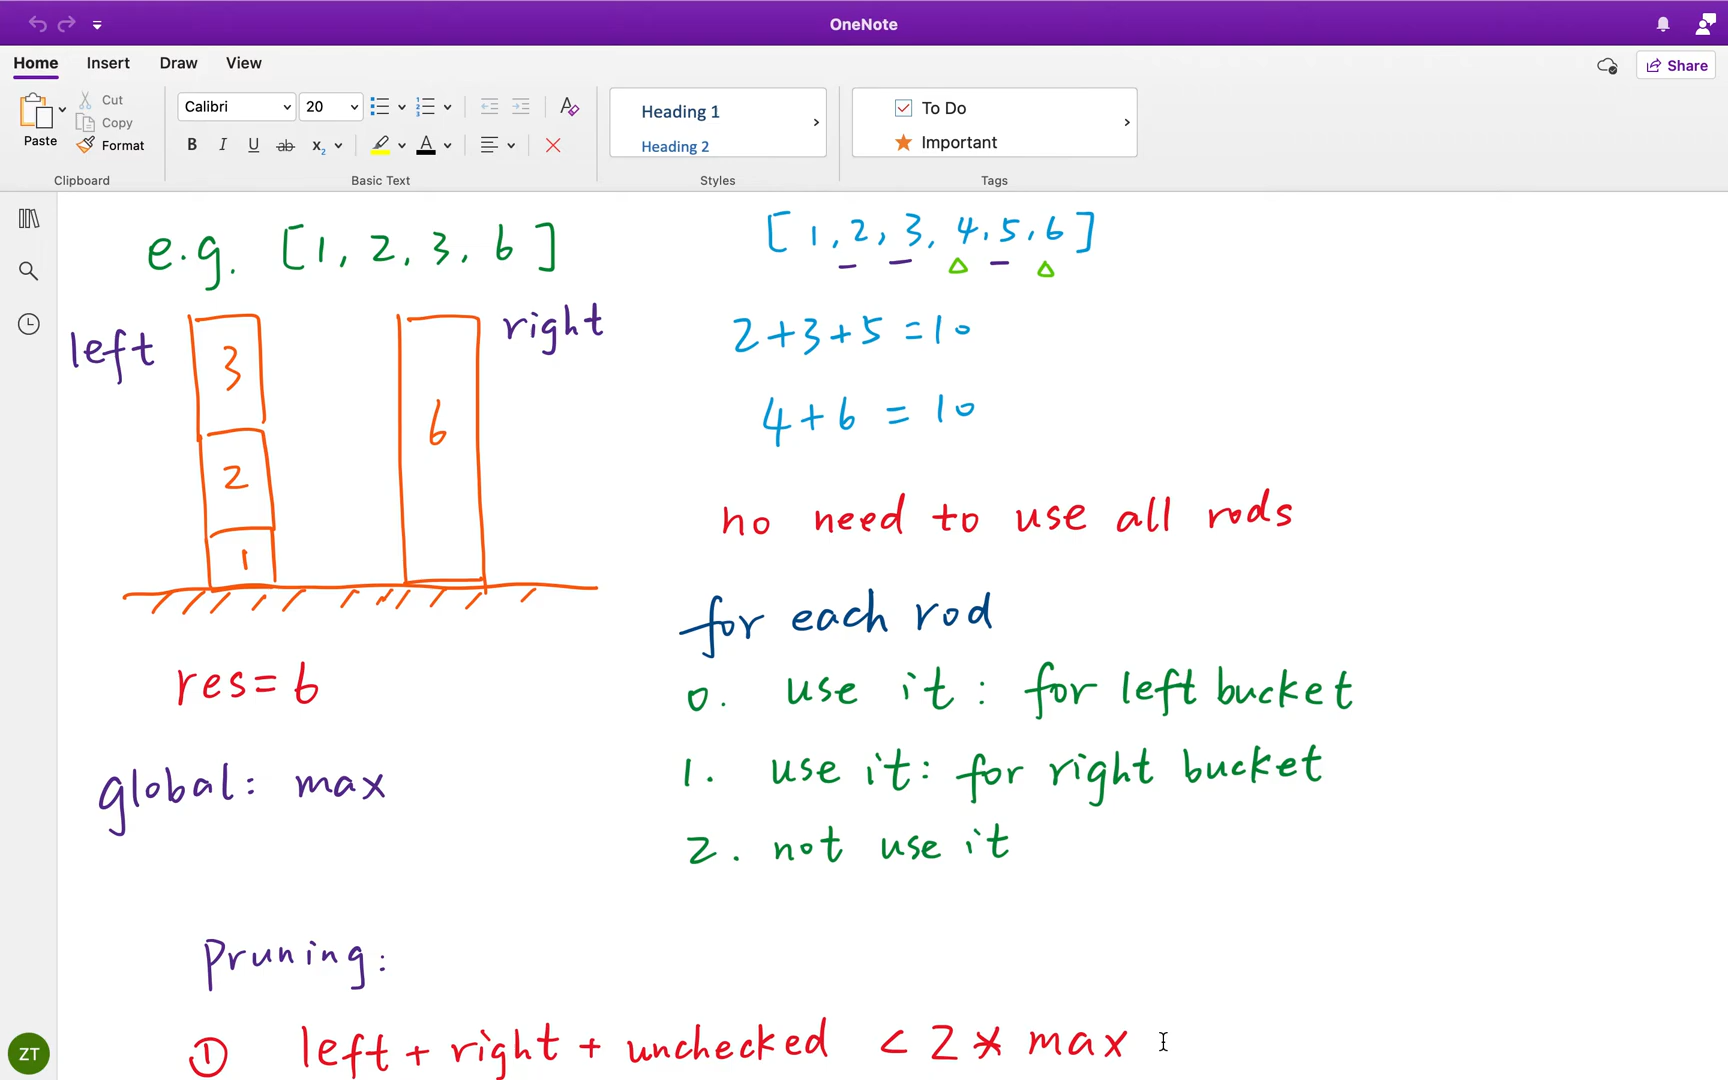 OneNote
Home Insert Draw View
Share
Paste
Cut
Copy
Format
Clipboard
Calibri 20
B I U ab x2 A
Basic Text
Heading 1
Heading 2
Styles
To Do
Important
Tags
e.g. [1, 2, 3, 6]
left
right
3
2
1
6
res=6
global: max
[1, 2, 3, 4, 5, 6]
2+3+5=10
4+6 = 10
no need to use all rods
for each rod
0. use it: for left bucket
1. use it: for right bucket
2. not use it
Pruning:
① left + right + unchecked < 2 * max
ZT